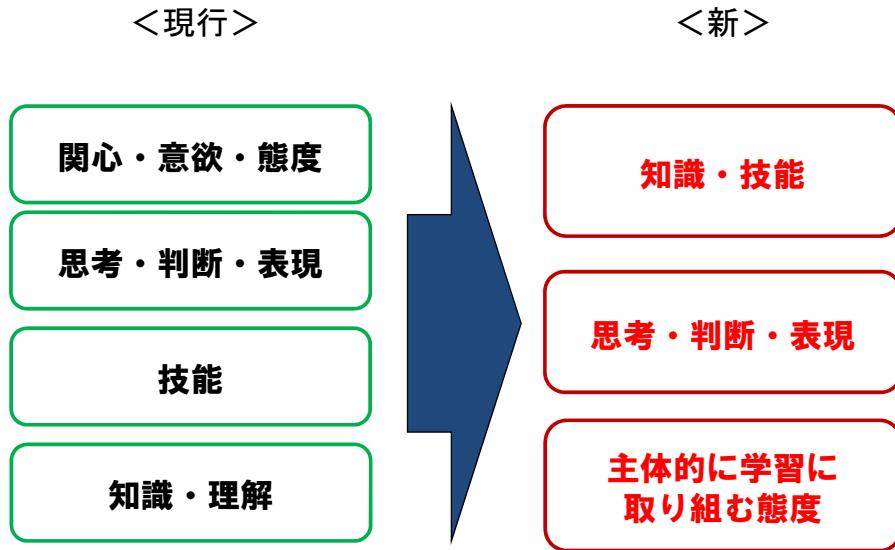 ＜現行＞
関心・意欲・態度
思考・判断・表現
技能
知識・理解
＜新＞
知識・技能
思考・判断・表現
主体的に学習に
取り組む態度